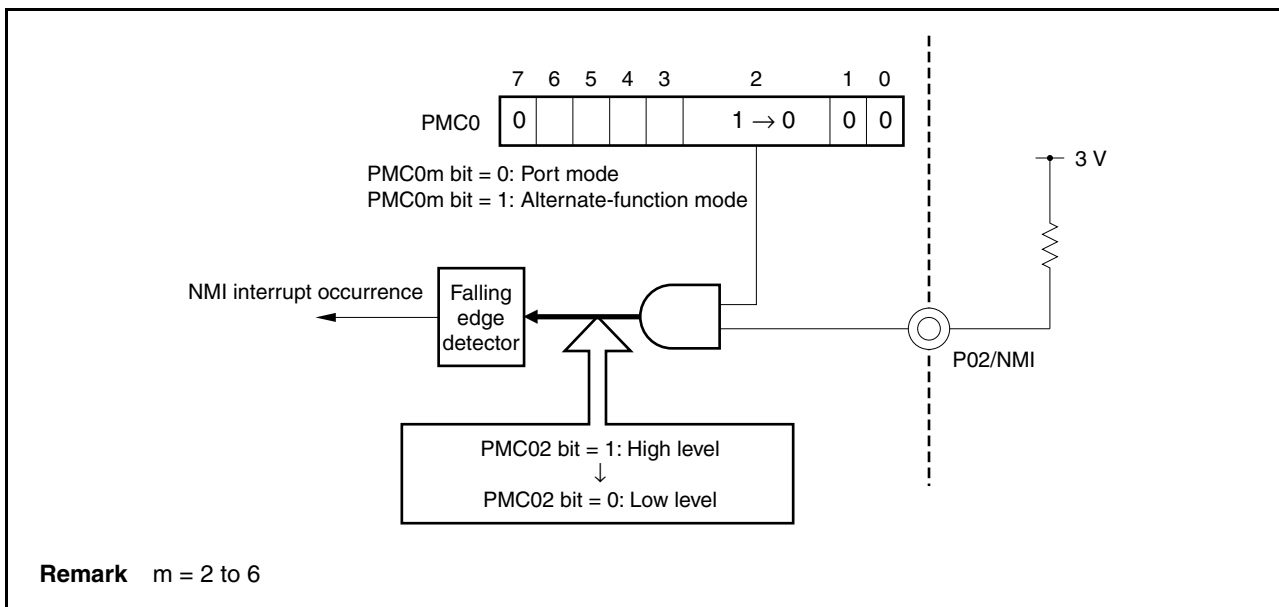 7 6 5 4 3 2 1 0
PMC0 0 1 → 0 0 0
3 V
PMC0m bit = 0: Port mode
PMC0m bit = 1: Alternate-function mode
NMI interrupt occurrence
Falling
edge
detector
P02/NMI
PMC02 bit = 1: High level
↓
PMC02 bit = 0: Low level
Remark m = 2 to 6